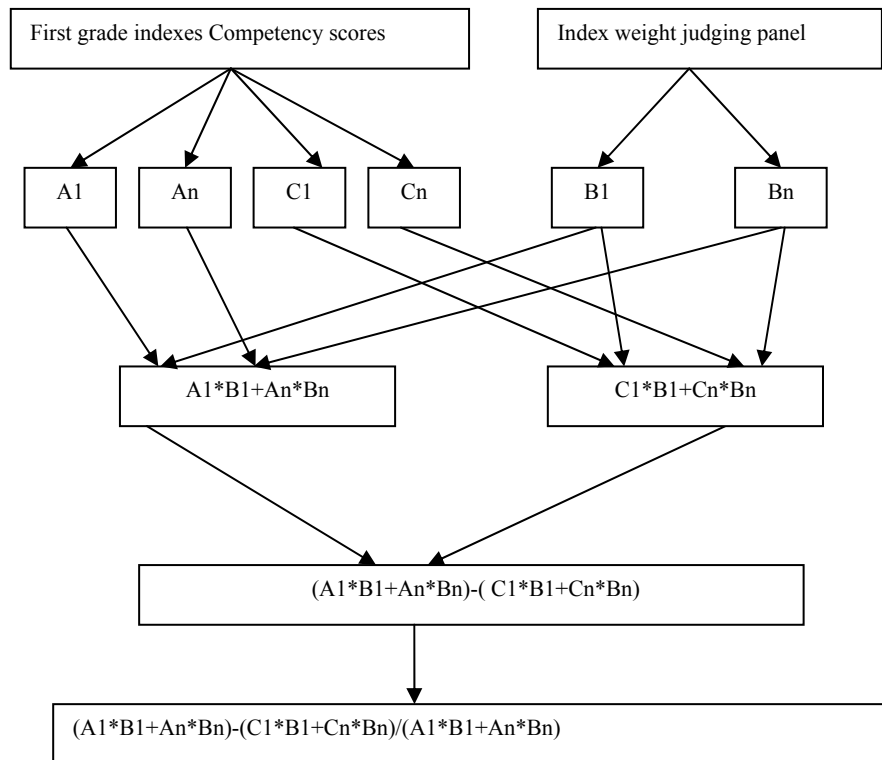 First grade indexes Competency scores
Index weight judging panel
A1
An
C1
Cn
B1
Bn
A1*B1+An*Bn
C1*B1+Cn*Bn
(A1*B1+An*Bn)-( C1*B1+Cn*Bn)
(A1*B1+An*Bn)-(C1*B1+Cn*Bn)/(A1*B1+An*Bn)